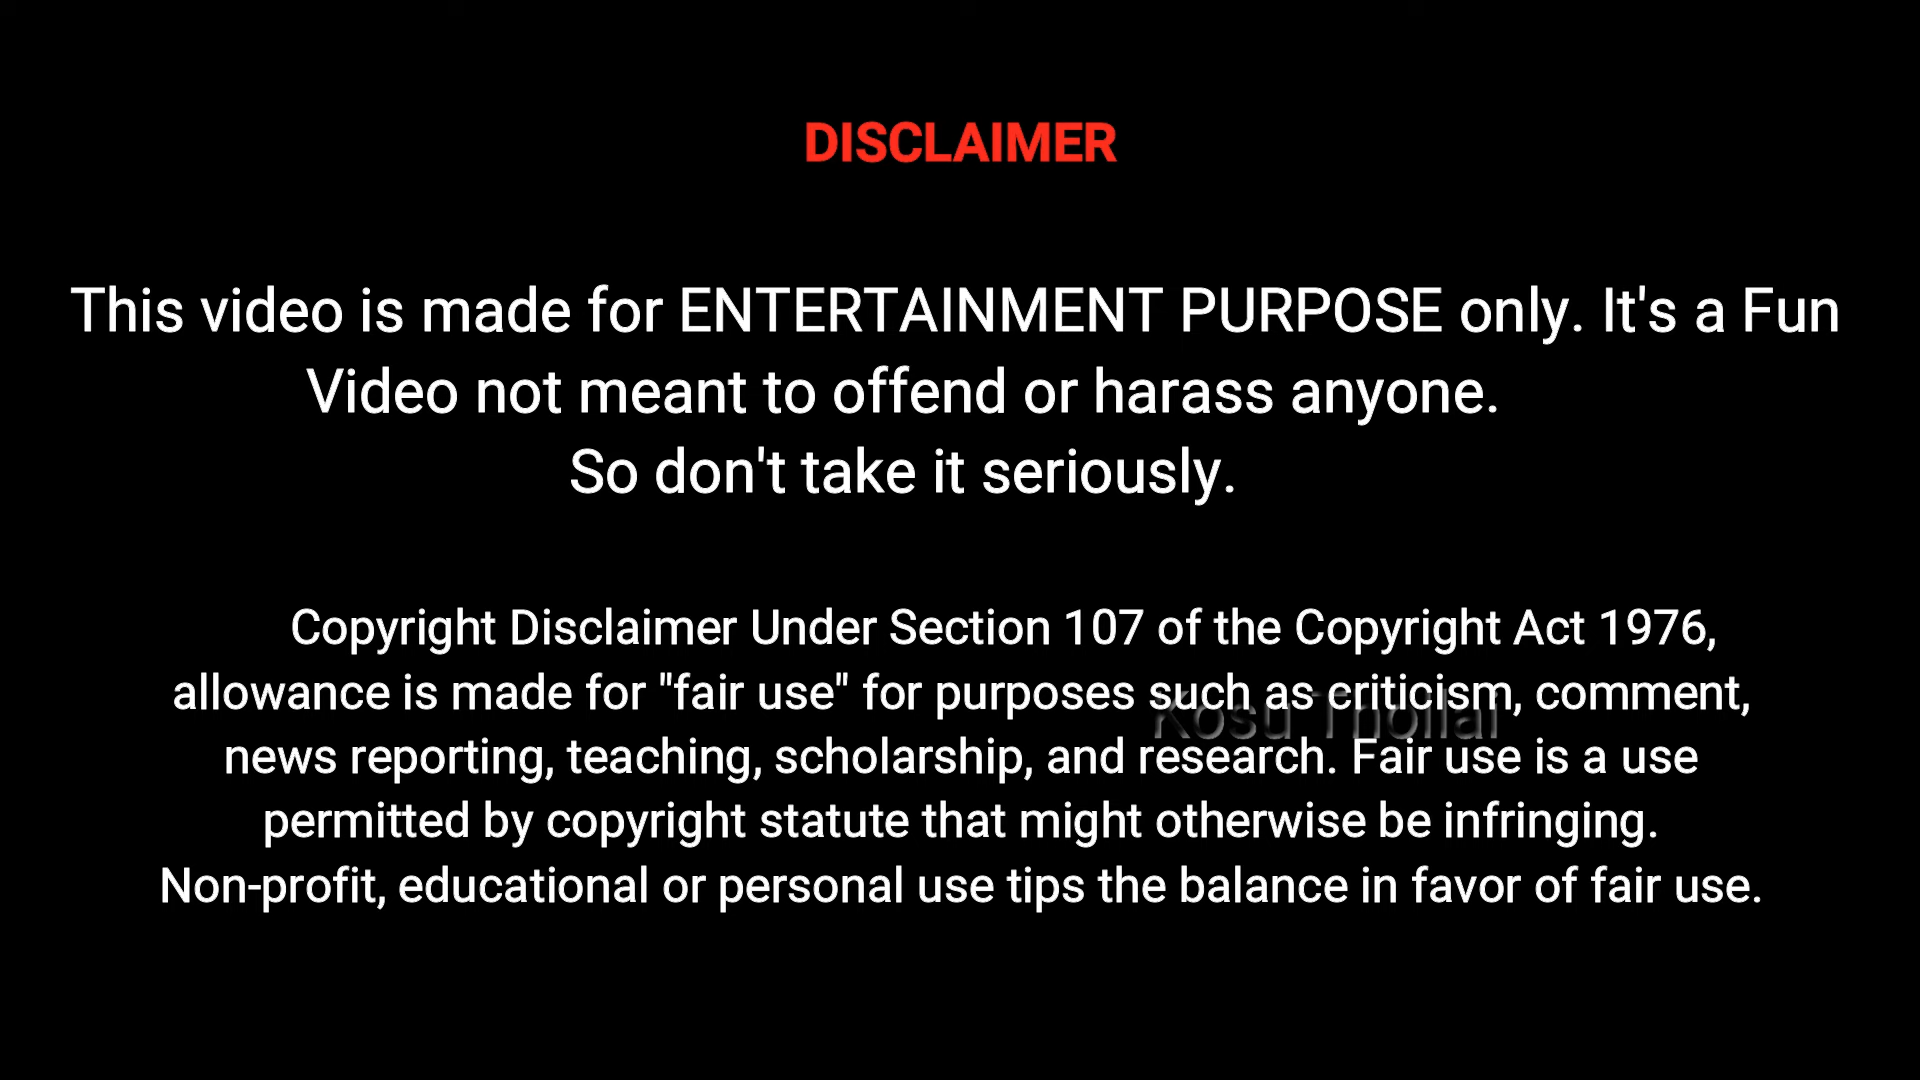 DISCLAIMER
This video is made for ENTERTAINMENT PURPOSE only. It's a Fun
Video not meant to offend or harass anyone.
So don't take it seriously.
Copyright Disclaimer Under Section 107 of the Copyright Act 1976,
allowance is made for "fair use" for purposes such as criticism, comment,
Kosu Thollai
news reporting, teaching, scholarship, and research. Fair use is a use
permitted by copyright statute that might otherwise be infringing.
Non-profit, educational or personal use tips the balance in favor of fair use.